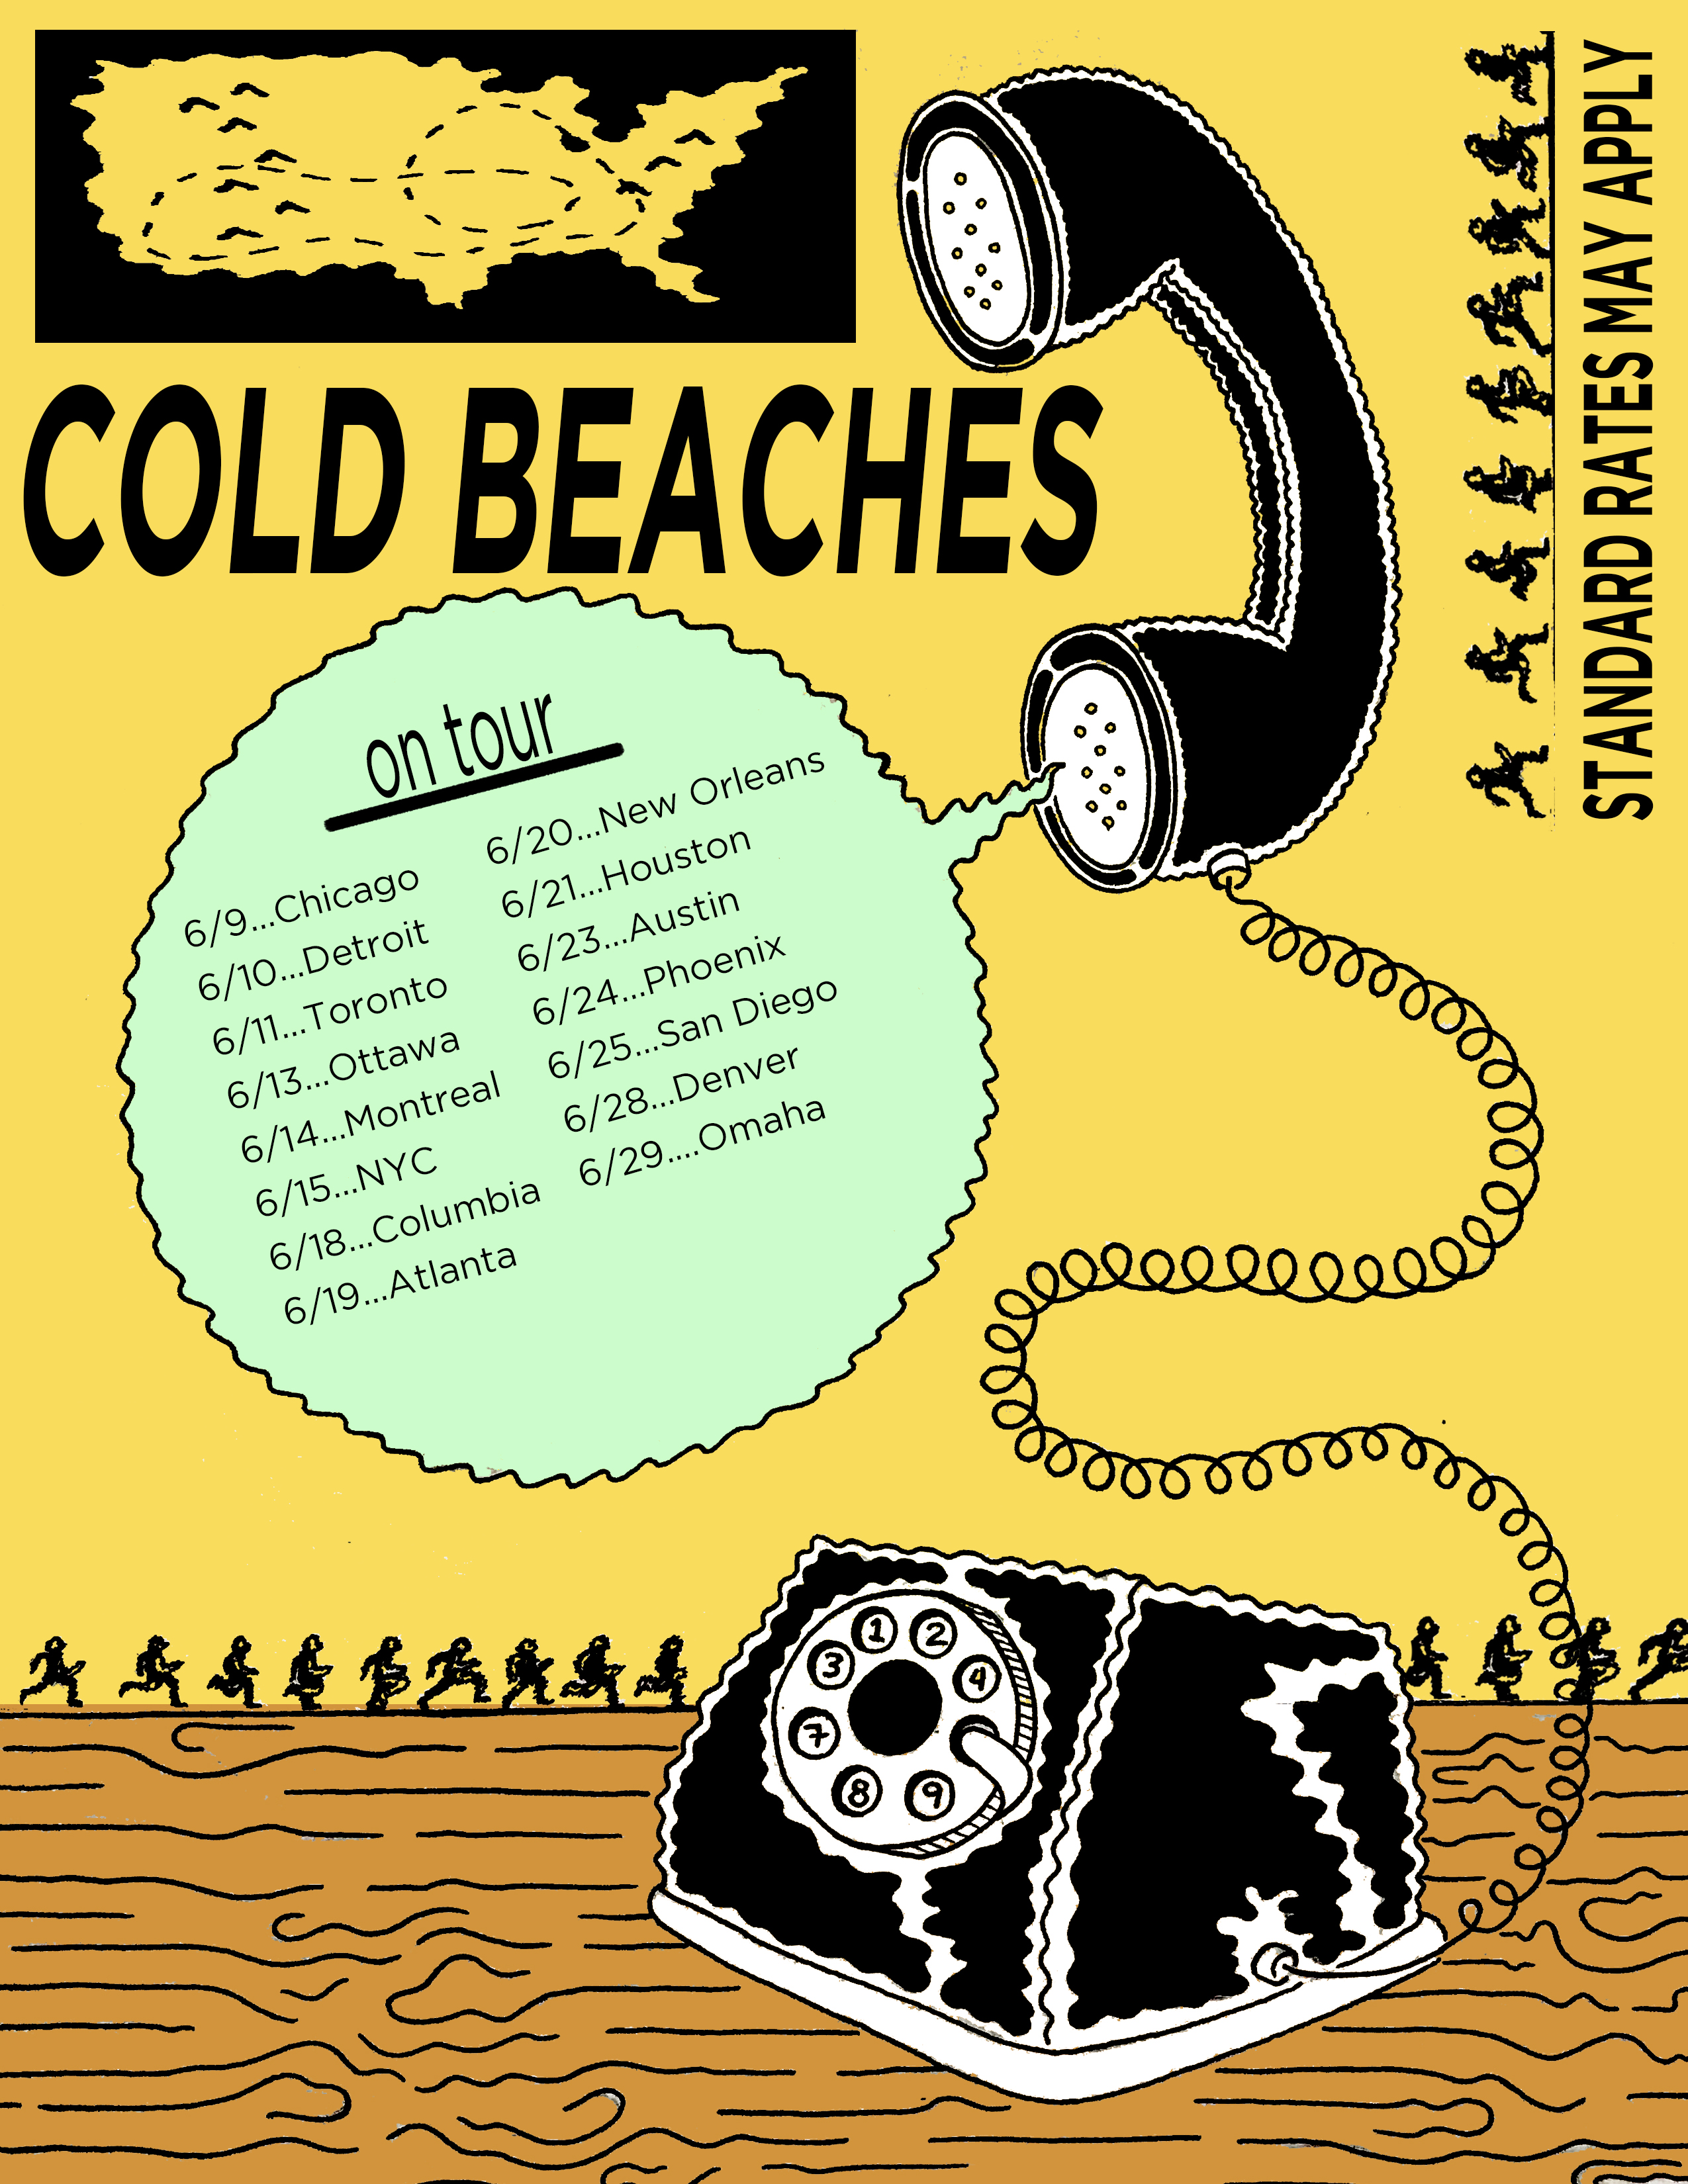 COLD BEACHES
STANDARD RATES MAY APPLY
on tour
6/9...Chicago
6/10...Detroit
6/11...Toronto
6/13...Ottawa
6/14...Montreal
6/15...NYC
6/18...Columbia
6/19...Atlanta
6/20...New Orleans
6/21...Houston
6/23...Austin
6/24...Phoenix
6/25...San Diego
6/28...Denver
6/29....Omaha
1
2
3
4
7
8
9